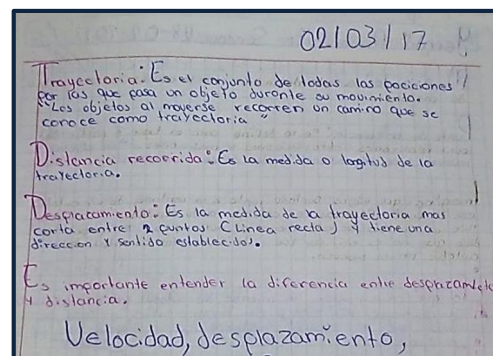 02/03/17
Trayectoria: Es el conjunto de todas las pociciones
por las que pasa un objeto durante su movimiento.
"Los objetos al moverse recorren un camino que se
conoce como trayectoria"
Distancia recorrida: Es la medida o logitud de la
trayectoria.
Desplazamiento: Es la medida de la trayectoria mas
corta entre 2 puntos (Linea recta) y tiene una
direccion y sentido establecido.
Es importante entender la diferencia entre desplazamiento
y distancia.
Velocidad, desplazamiento,